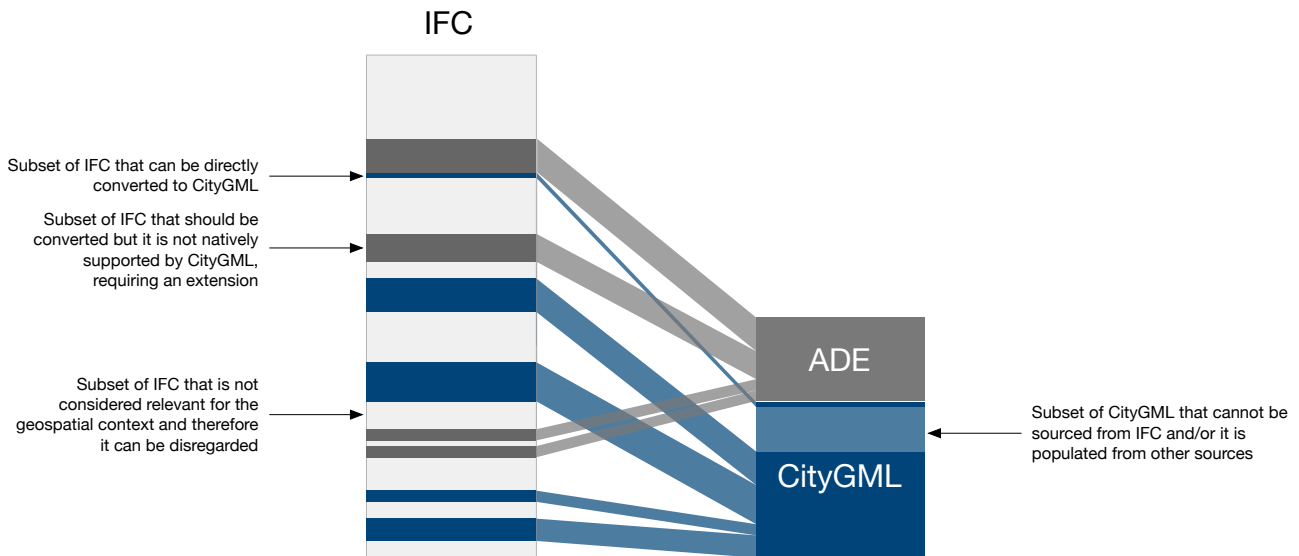 IFC
Subset of IFC that can be directly
converted to CityGML
Subset of IFC that should be
converted but it is not natively
supported by CityGML,
requiring an extension
Subset of IFC that is not
considered relevant for the
geospatial context and therefore
it can be disregarded
ADE
CityGML
Subset of CityGML that cannot be
sourced from IFC and/or it is
populated from other sources